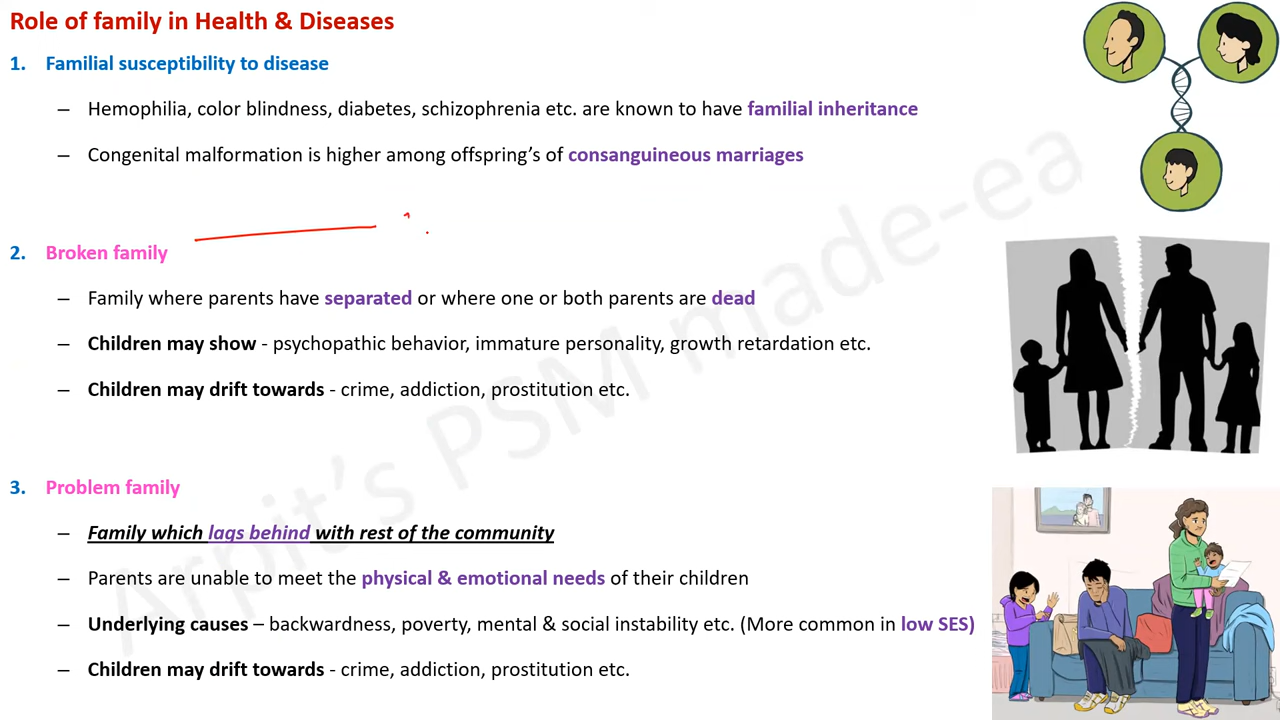 Role of family in Health & Diseases
1. Familial susceptibility to disease
– Hemophilia, color blindness, diabetes, schizophrenia etc. are known to have familial inheritance
– Congenital malformation is higher among offspring's of consanguineous marriages
2. Broken family
– Family where parents have separated or where one or both parents are dead
– Children may show - psychopathic behavior, immature personality, growth retardation etc.
– Children may drift towards - crime, addiction, prostitution etc.
3. Problem family
– Family which lags behind with rest of the community
– Parents are unable to meet the physical & emotional needs of their children
– Underlying causes – backwardness, poverty, mental & social instability etc. (More common in low SES)
– Children may drift towards - crime, addiction, prostitution etc.
Arpit's PSM made-ea